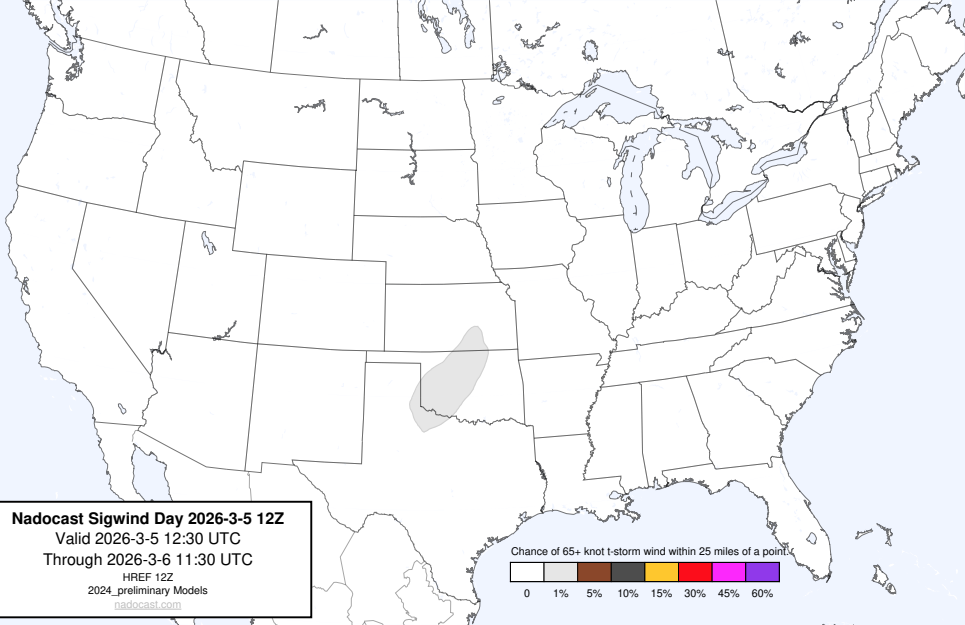 Nadocast Sigwind Day 2026-3-5 12Z
Valid 2026-3-5 12:30 UTC
Through 2026-3-6 11:30 UTC
HREF 12Z
2024_preliminary Models
nadocast.com
Chance of 65+ knot t-storm wind within 25 miles of a point.
0 1% 5% 10% 15% 30% 45% 60%